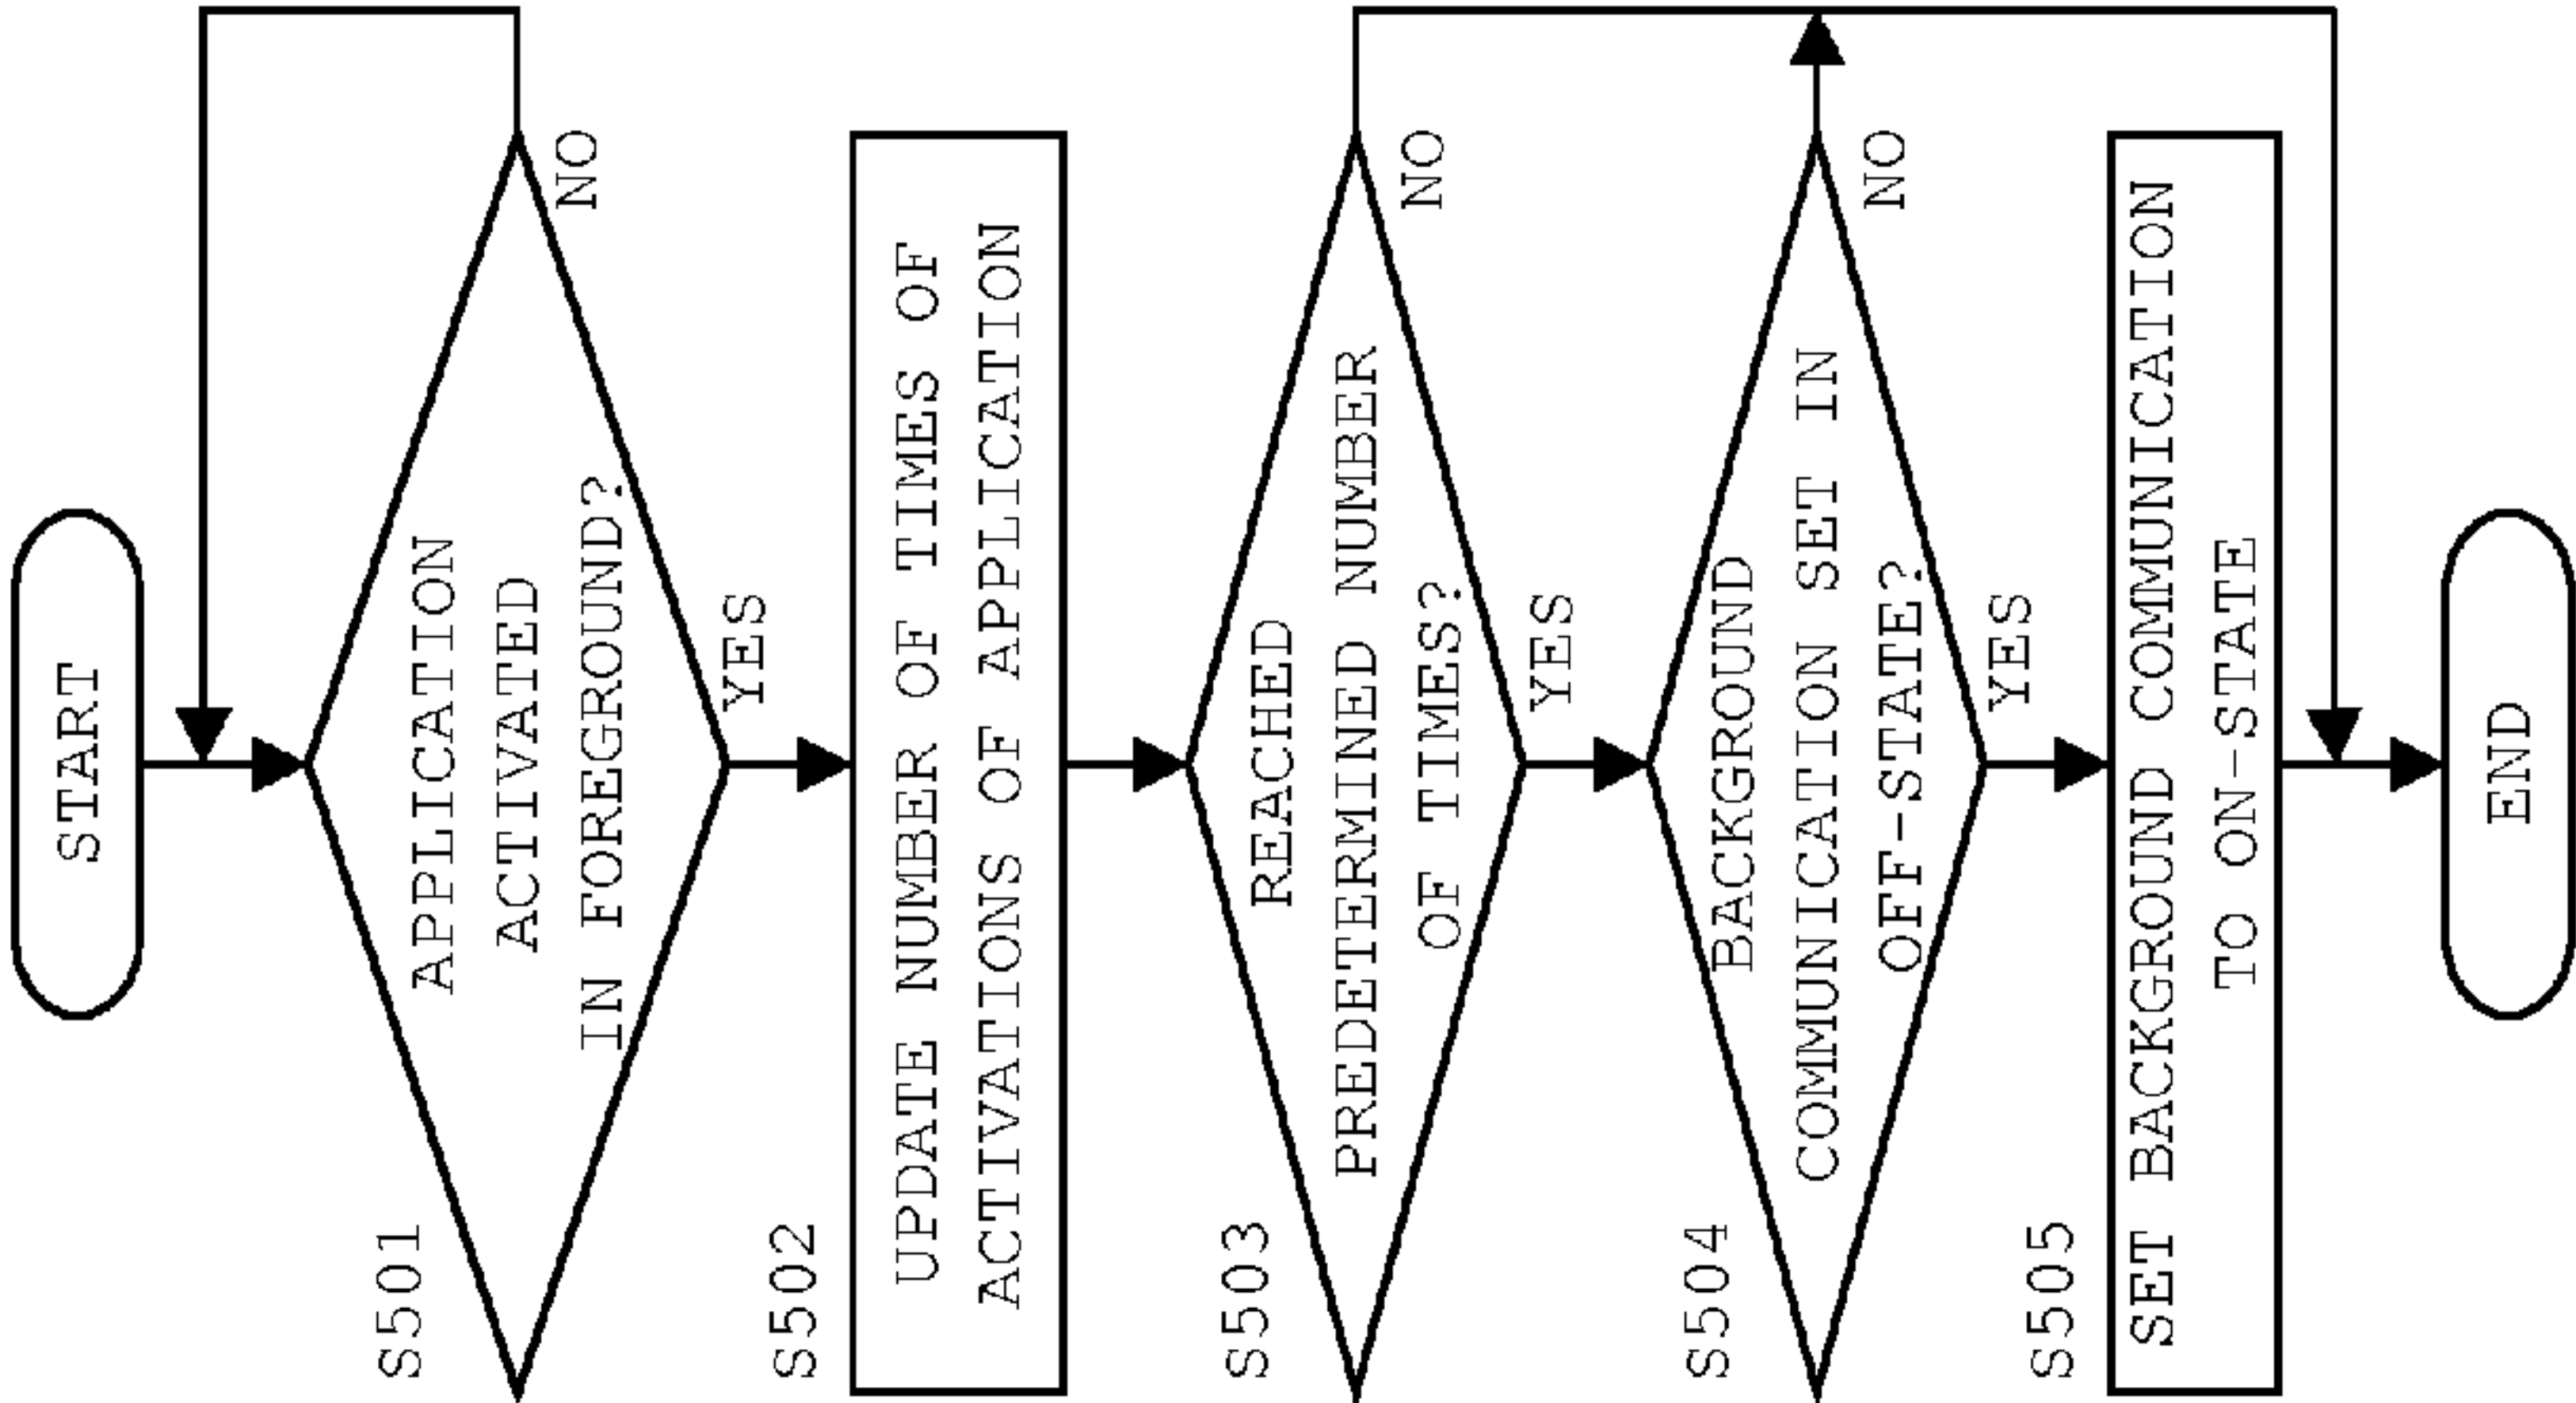 START
S501
APPLICATION
ACTIVATED
IN FOREGROUND?
NO
YES
S502
UPDATE NUMBER OF TIMES OF
ACTIVATIONS OF APPLICATION
S503
REACHED
PREDETERMINED NUMBER
OF TIMES?
NO
YES
S504
BACKGROUND
COMMUNICATION SET IN
OFF-STATE?
NO
YES
S505
SET BACKGROUND COMMUNICATION
TO ON-STATE
END